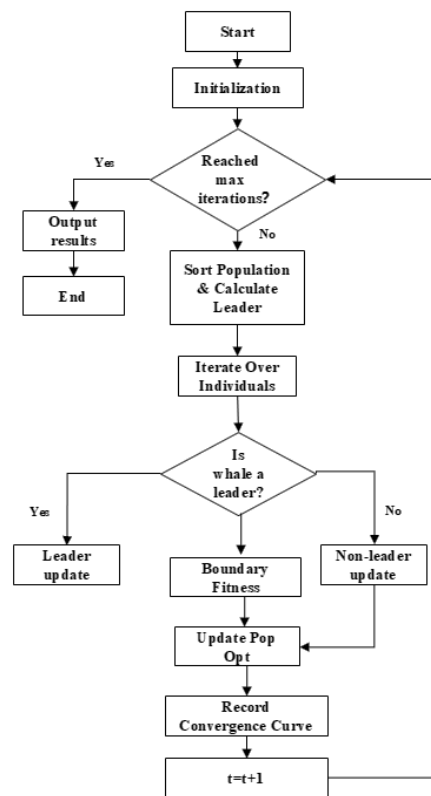 Start
Initialization
Yes
Reached
max
iterations?
Output
results
No
End
Sort Population
& Calculate
Leader
Iterate Over
Individuals
Is
whale a
leader?
Yes
No
Leader
update
Boundary
Fitness
Non-leader
update
Update Pop
Opt
Record
Convergence Curve
t=t+1